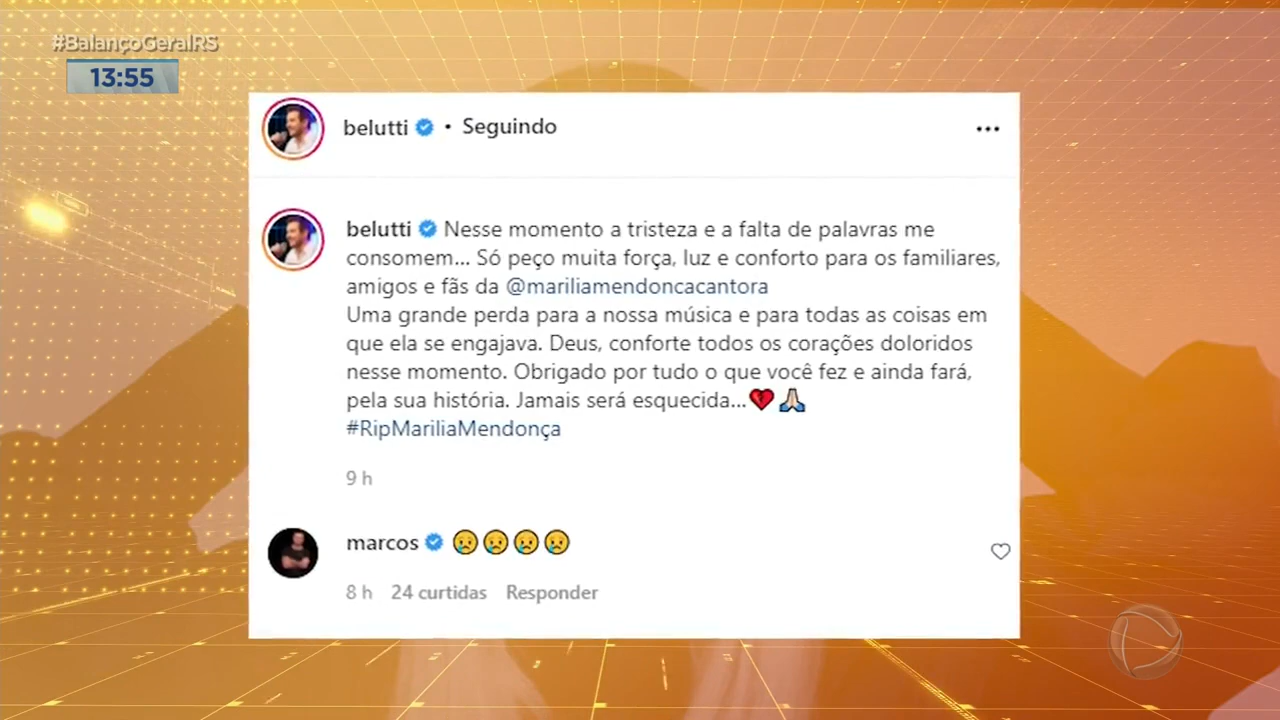 #BalançoGeralRS
13:55
belutti • Seguindo
belutti Nesse momento a tristeza e a falta de palavras me
consomem... Só peço muita força, luz e conforto para os familiares,
amigos e fãs da @mariliamendoncacantora
Uma grande perda para a nossa música e para todas as coisas em
que ela se engajava. Deus, conforte todos os corações doloridos
nesse momento. Obrigado por tudo o que você fez e ainda fará,
pela sua história. Jamais será esquecida...💔🙏🏻
#RipMariliaMendonça
9 h
marcos 😢😢😢😢
8 h 24 curtidas Responder